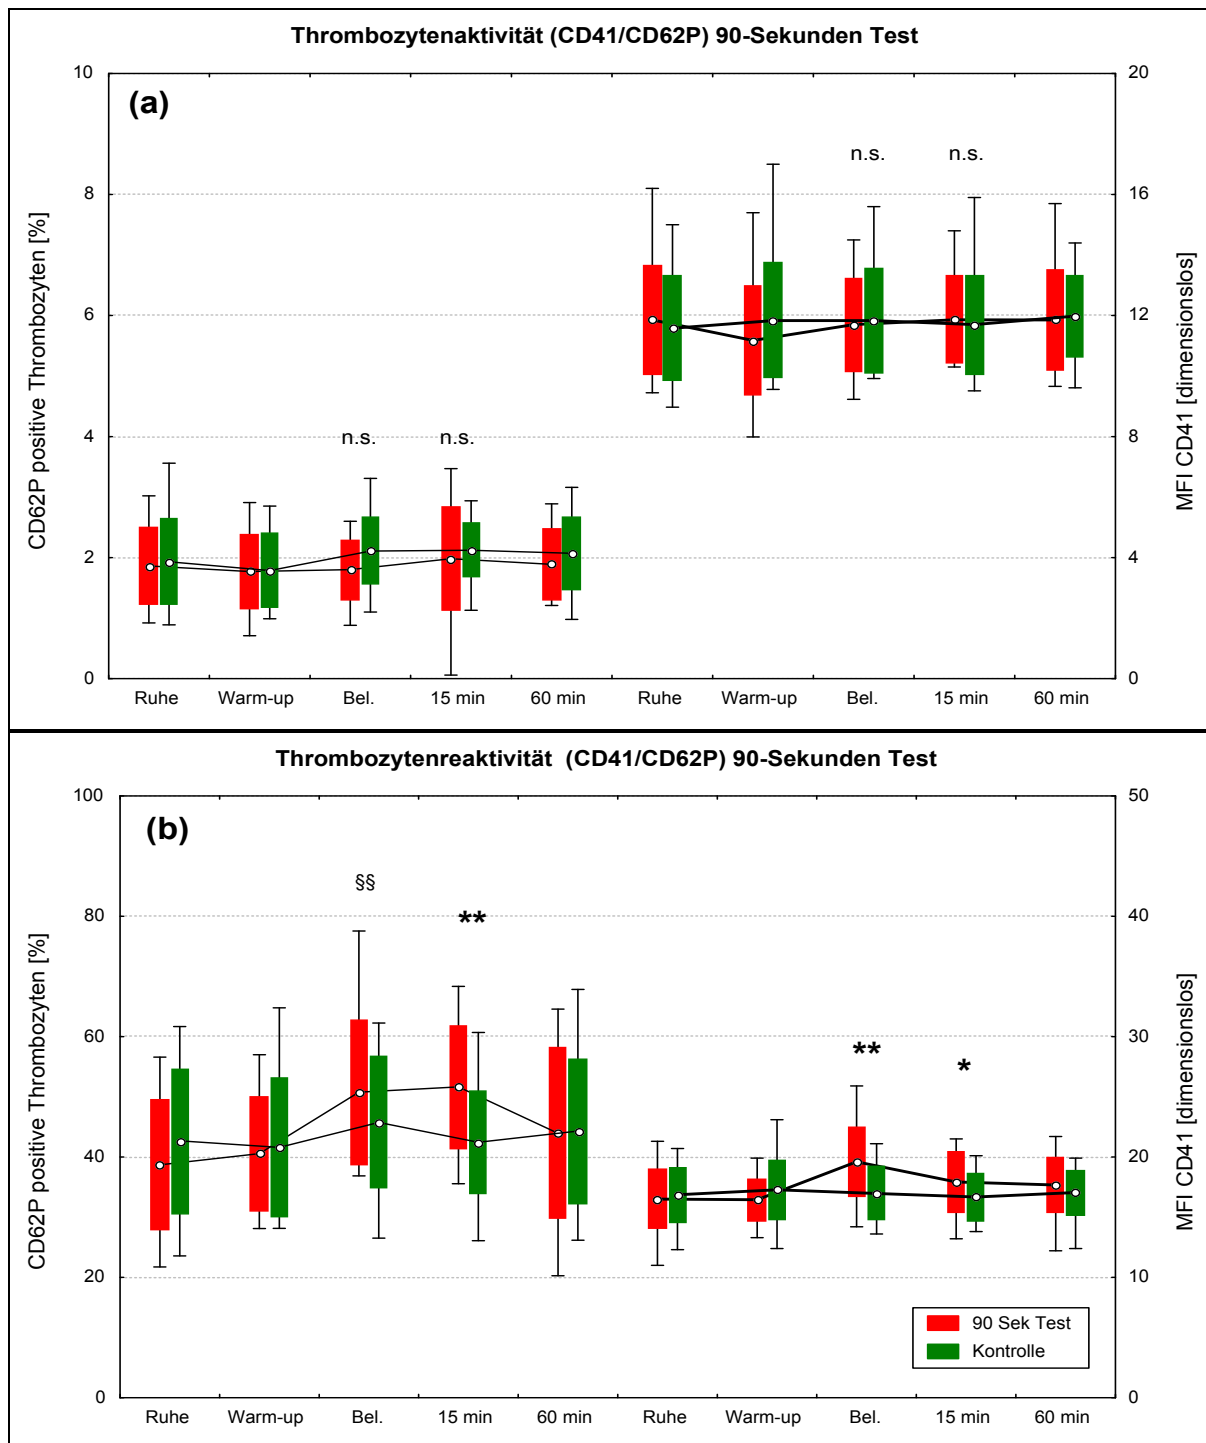 Thrombozytenaktivität (CD41/CD62P) 90-Sekunden Test
(a)
CD62P positive Thrombozyten [%]
10
8
6
4
2
0
MFI CD41 [dimensionslos]
20
16
12
8
4
0
n.s. n.s.
n.s. n.s.
Ruhe Warm-up Bel. 15 min 60 min Ruhe Warm-up Bel. 15 min 60 min
Thrombozytenreaktivität (CD41/CD62P) 90-Sekunden Test
(b)
CD62P positive Thrombozyten [%]
100
80
60
40
20
0
MFI CD41 [dimensionslos]
50
40
30
20
10
0
§§
**
** *
90 Sek Test
Kontrolle
Ruhe Warm-up Bel. 15 min 60 min Ruhe Warm-up Bel. 15 min 60 min